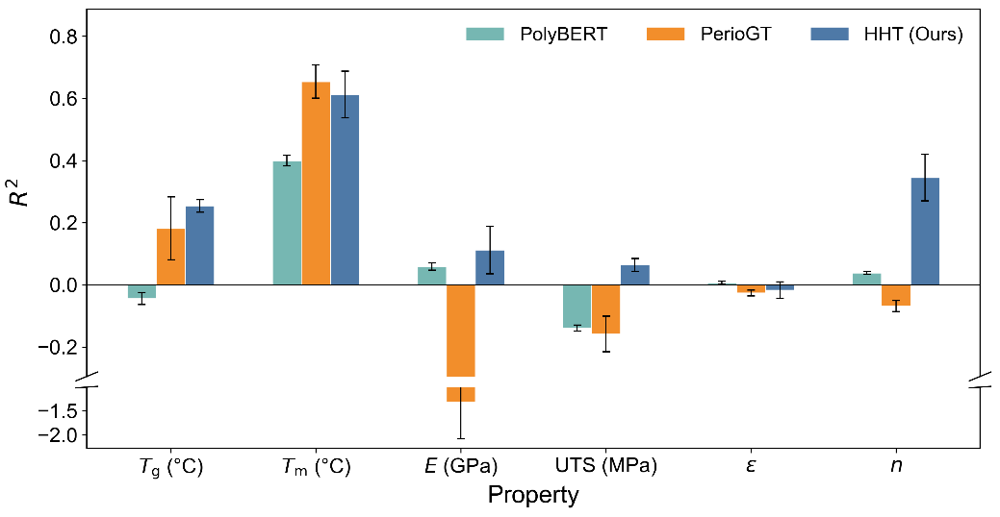 PolyBERT PerioGT HHT (Ours)
0.8
0.6
0.4
0.2
0.0
−0.2
−1.5
−2.0
R²
Tg (°C) Tm (°C) E (GPa) UTS (MPa) ε n
Property